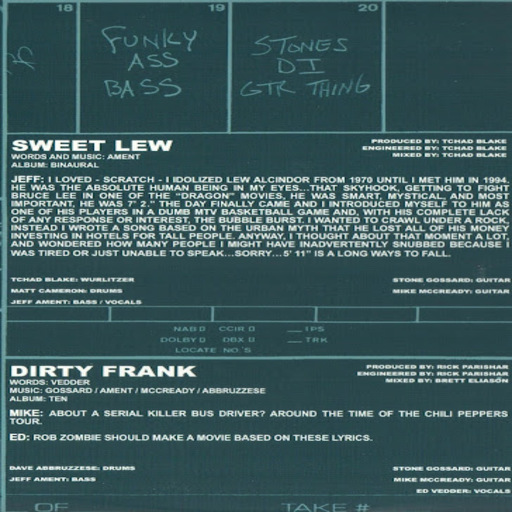 18 19 20
FUNKY
ASS
BASS
STONES
DI
GTR THING
SWEET LEW
WORDS AND MUSIC: AMENT
ALBUM: BINAURAL
PRODUCED BY: TCHAD BLAKE
ENGINEERED BY: TCHAD BLAKE
MIXED BY: TCHAD BLAKE
JEFF: I LOVED - SCRATCH - I IDOLIZED LEW ALCINDOR FROM 1970 UNTIL I MET HIM IN 1994.
HE WAS THE ABSOLUTE HUMAN BEING IN MY EYES...THAT SKYHOOK, GETTING TO FIGHT
BRUCE LEE IN ONE OF THE "DRAGON" MOVIES, HE WAS SMART, MYSTICAL, AND MOST
IMPORTANT, HE WAS 7' 2." THE DAY FINALLY CAME AND I INTRODUCED MYSELF TO HIM AS
ONE OF HIS PLAYERS IN A DUMB MTV BASKETBALL GAME AND, WITH HIS COMPLETE LACK
OF ANY RESPONSE OR INTEREST, THE BUBBLE BURST. I WANTED TO CRAWL UNDER A ROCK,
INSTEAD I WROTE A SONG BASED ON THE URBAN MYTH THAT HE LOST ALL OF HIS MONEY
INVESTING IN HOTELS FOR TALL PEOPLE. ANYWAY, I THOUGHT ABOUT THAT MOMENT A LOT,
AND WONDERED HOW MANY PEOPLE I MIGHT HAVE INADVERTENTLY SNUBBED BECAUSE I
WAS TIRED OR JUST UNABLE TO SPEAK...SORRY...5' 11" IS A LONG WAYS TO FALL.
TCHAD BLAKE: WURLITZER
MATT CAMERON: DRUMS
JEFF AMENT: BASS / VOCALS
STONE GOSSARD: GUITAR
MIKE MCCREADY: GUITAR
NAB CCIR IPS
DOLBY DBX TRK
LOCATE NO'S
DIRTY FRANK
WORDS: VEDDER
MUSIC: GOSSARD / AMENT / MCCREADY / ABBRUZZESE
ALBUM: TEN
PRODUCED BY: RICK PARISHAR
ENGINEERED BY: RICK PARISHAR
MIXED BY: BRETT ELIASON
MIKE: ABOUT A SERIAL KILLER BUS DRIVER? AROUND THE TIME OF THE CHILI PEPPERS
TOUR.
ED: ROB ZOMBIE SHOULD MAKE A MOVIE BASED ON THESE LYRICS.
DAVE ABBRUZZESE: DRUMS
JEFF AMENT: BASS
STONE GOSSARD: GUITAR
MIKE MCCREADY: GUITAR
ED VEDDER: VOCALS
OF TAKE #